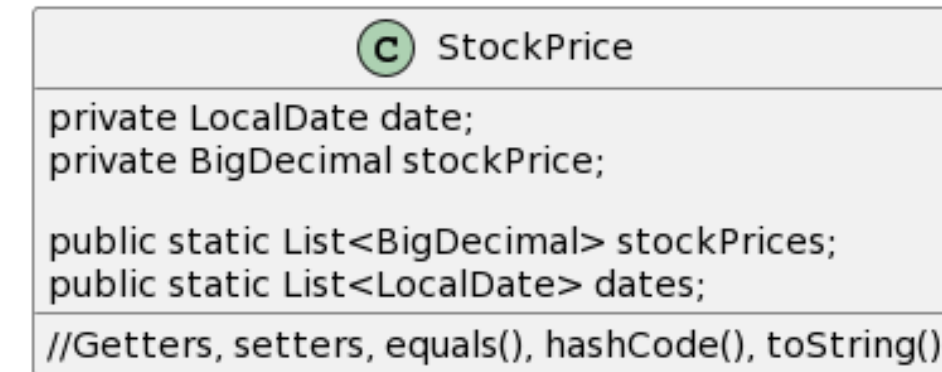 C StockPrice
private LocalDate date;
private BigDecimal stockPrice;
public static List<BigDecimal> stockPrices;
public static List<LocalDate> dates;
//Getters, setters, equals(), hashCode(), toString()